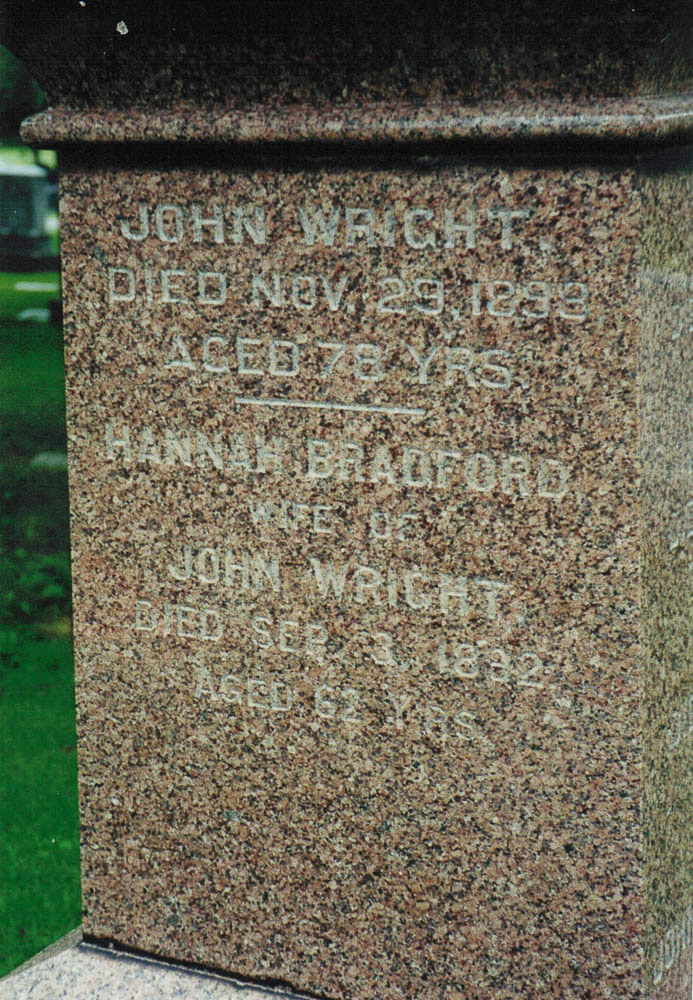 JOHN WRIGHT.
DIED NOV. 29, 1893
AGED 78 YRS.
HANNAH BRADFORD
WIFE OF
JOHN WRIGHT.
DIED SEP. 3, 1892.
AGED 62 YRS.